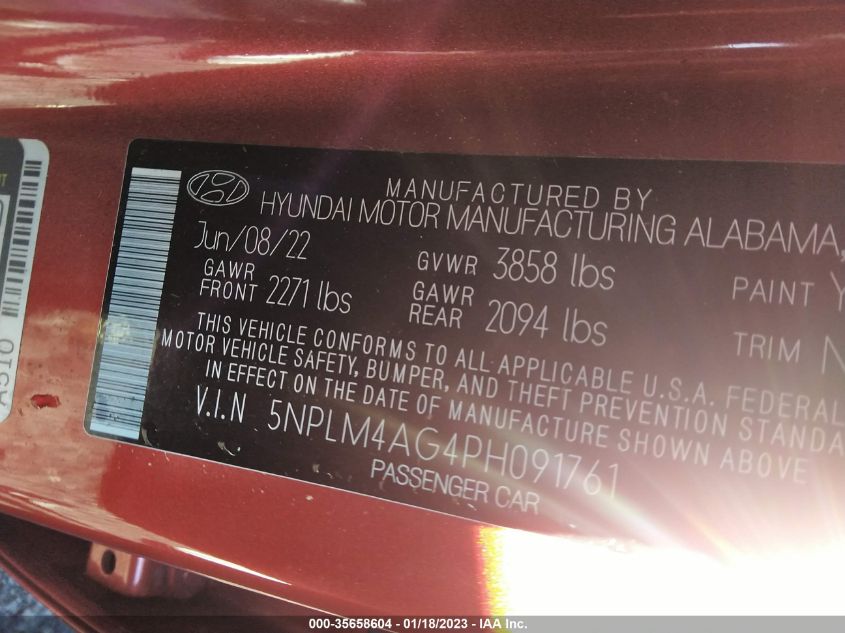 MANUFACTURED BY
HYUNDAI MOTOR MANUFACTURING ALABAMA,
Jun/08/22
GAWR
FRONT 2271 lbs
GVWR 3858 lbs
GAWR
REAR 2094 lbs
PAINT Y
TRIM N
THIS VEHICLE CONFORMS TO ALL APPLICABLE U.S.A. FEDERAL
MOTOR VEHICLE SAFETY, BUMPER, AND THEFT PREVENTION STANDA
IN EFFECT ON THE DATE OF MANUFACTURE SHOWN ABOVE
V.I.N 5NPLM4AG4PH091761
PASSENGER CAR
A510
000-35658604 - 01/18/2023 - IAA Inc.